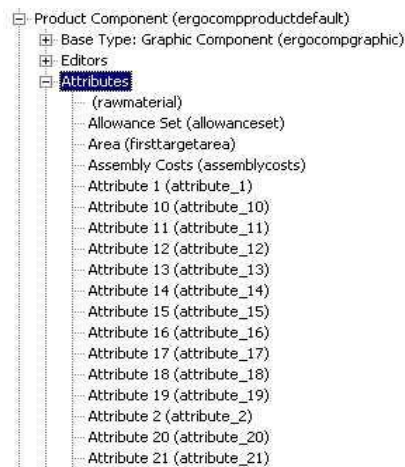 Product Component (ergocompproductdefault)
Base Type: Graphic Component (ergocompgraphic)
Editors
Attributes
(rawmaterial)
Allowance Set (allowanceset)
Area (firsttargetarea)
Assembly Costs (assemblycosts)
Attribute 1 (attribute_1)
Attribute 10 (attribute_10)
Attribute 11 (attribute_11)
Attribute 12 (attribute_12)
Attribute 13 (attribute_13)
Attribute 14 (attribute_14)
Attribute 15 (attribute_15)
Attribute 16 (attribute_16)
Attribute 17 (attribute_17)
Attribute 18 (attribute_18)
Attribute 19 (attribute_19)
Attribute 2 (attribute_2)
Attribute 20 (attribute_20)
Attribute 21 (attribute_21)